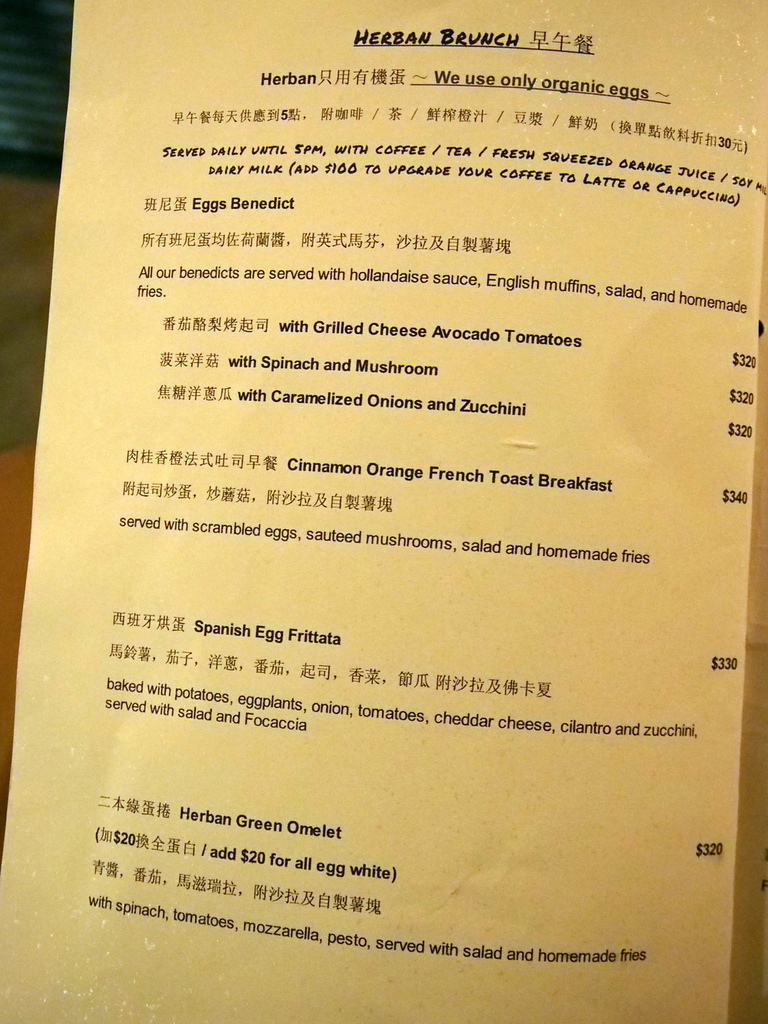 HERBAN BRUNCH 早午餐
Herban只用有機蛋 ～ We use only organic eggs ～
早午餐每天供應到5點, 附咖啡 / 茶 / 鮮榨橙汁 / 豆漿 / 鮮奶 (換單點飲料折扣30元)
SERVED DAILY UNTIL 5PM, WITH COFFEE / TEA / FRESH SQUEEZED ORANGE JUICE / SOY
DAIRY MILK (ADD $100 TO UPGRADE YOUR COFFEE TO LATTE OR CAPPUCCINO)
班尼蛋 Eggs Benedict
所有班尼蛋均佐荷蘭醬, 附英式馬芬, 沙拉及自製薯塊
All our benedicts are served with hollandaise sauce, English muffins, salad, and homemade
fries.
番茄酪梨烤起司 with Grilled Cheese Avocado Tomatoes $320
菠菜洋菇 with Spinach and Mushroom $320
焦糖洋蔥瓜 with Caramelized Onions and Zucchini $320
肉桂香橙法式吐司早餐 Cinnamon Orange French Toast Breakfast $340
附起司炒蛋, 炒蘑菇, 附沙拉及自製薯塊
served with scrambled eggs, sauteed mushrooms, salad and homemade fries
西班牙烘蛋 Spanish Egg Frittata $330
馬鈴薯, 茄子, 洋蔥, 番茄, 起司, 香菜, 節瓜 附沙拉及佛卡夏
baked with potatoes, eggplants, onion, tomatoes, cheddar cheese, cilantro and zucchini,
served with salad and Focaccia
二本綠蛋捲 Herban Green Omelet $320
(加$20換全蛋白 / add $20 for all egg white)
青醬, 番茄, 馬滋瑞拉, 附沙拉及自製薯塊
with spinach, tomatoes, mozzarella, pesto, served with salad and homemade fries